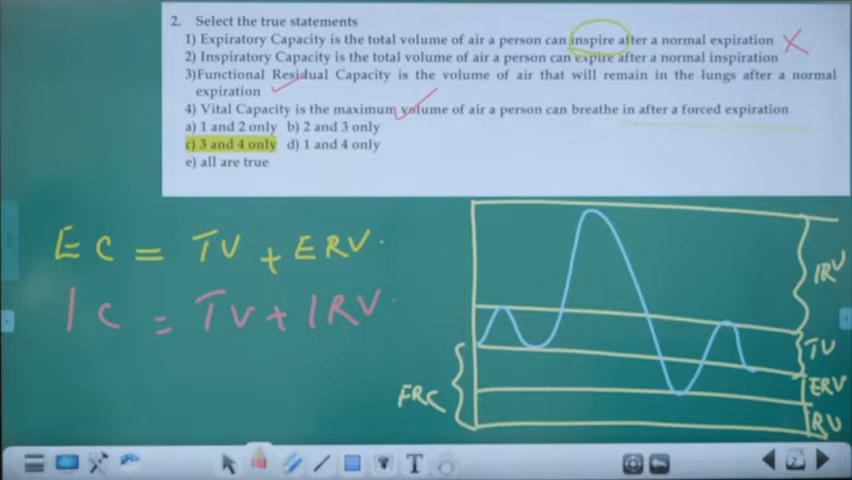 2. Select the true statements
1) Expiratory Capacity is the total volume of air a person can inspire after a normal expiration
2) Inspiratory Capacity is the total volume of air a person can expire after a normal inspiration
3)Functional Residual Capacity is the volume of air that will remain in the lungs after a normal
expiration
4) Vital Capacity is the maximum volume of air a person can breathe in after a forced expiration
a) 1 and 2 only b) 2 and 3 only
c) 3 and 4 only d) 1 and 4 only
e) all are true
EC = TV + ERV.
IC = TV + IRV.
IRV
TV
FRC
ERV
RV
T
2